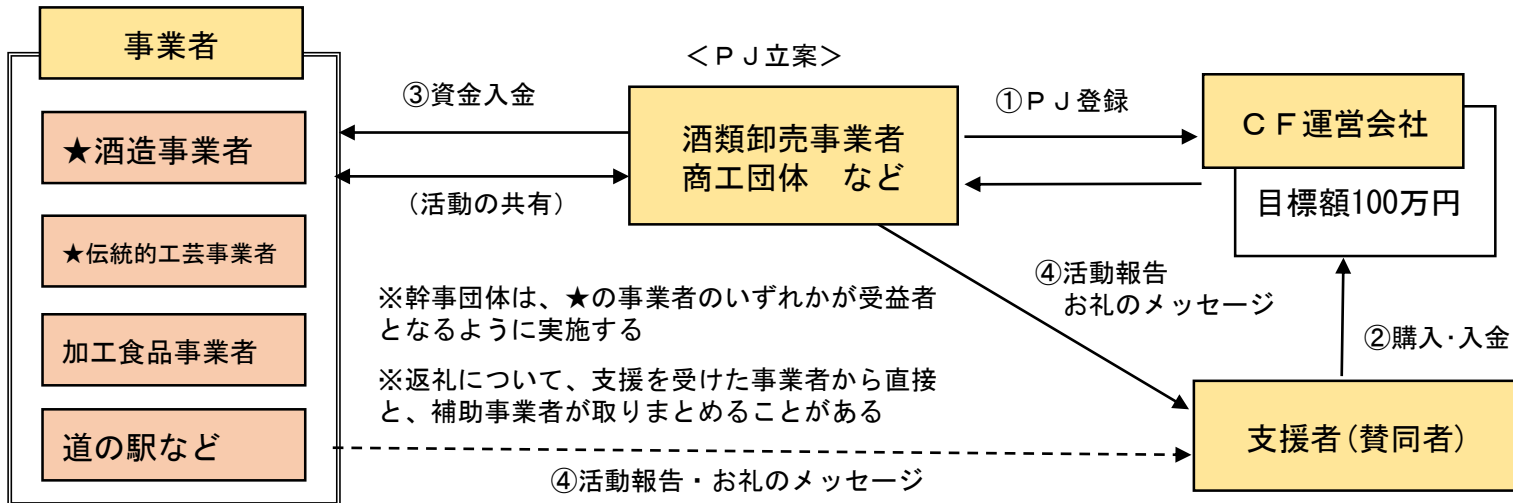 事業者
★酒造事業者
★伝統的工芸事業者
加工食品事業者
道の駅など
③資金入金
（活動の共有）
＜ＰＪ立案＞
酒類卸売事業者
商工団体　など
①ＰＪ登録
ＣＦ運営会社
目標額100万円
④活動報告
お礼のメッセージ
②購入・入金
※幹事団体は、★の事業者のいずれかが受益者
となるように実施する
※返礼について、支援を受けた事業者から直接
と、補助事業者が取りまとめることがある
支援者（賛同者）
④活動報告・お礼のメッセージ